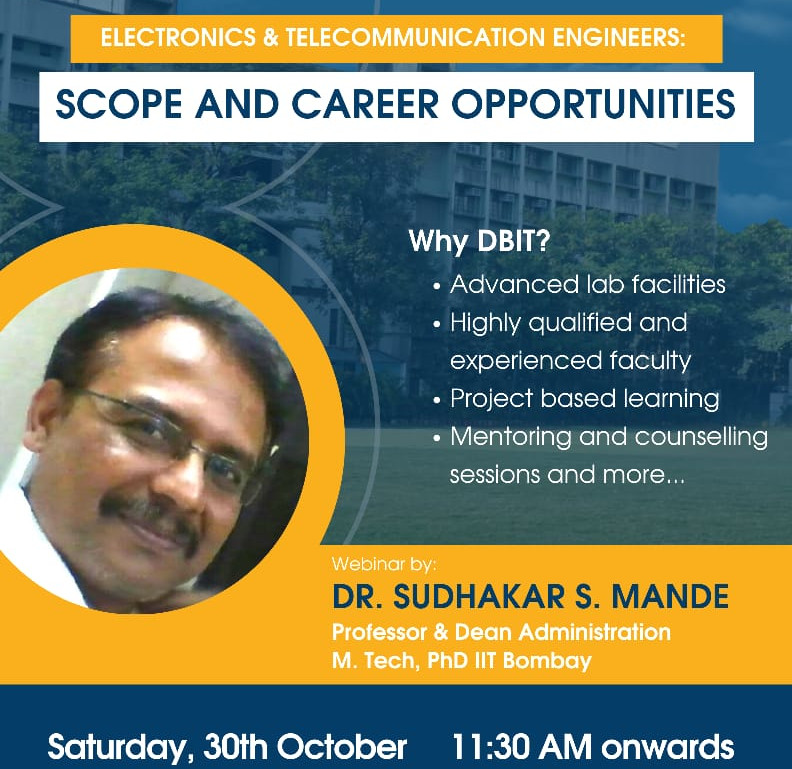 ELECTRONICS & TELECOMMUNICATION ENGINEERS:
SCOPE AND CAREER OPPORTUNITIES
Why DBIT?
• Advanced lab facilities
• Highly qualified and
experienced faculty
• Project based learning
• Mentoring and counselling
sessions and more...
Webinar by:
DR. SUDHAKAR S. MANDE
Professor & Dean Administration
M. Tech, PhD IIT Bombay
Saturday, 30th October 11:30 AM onwards